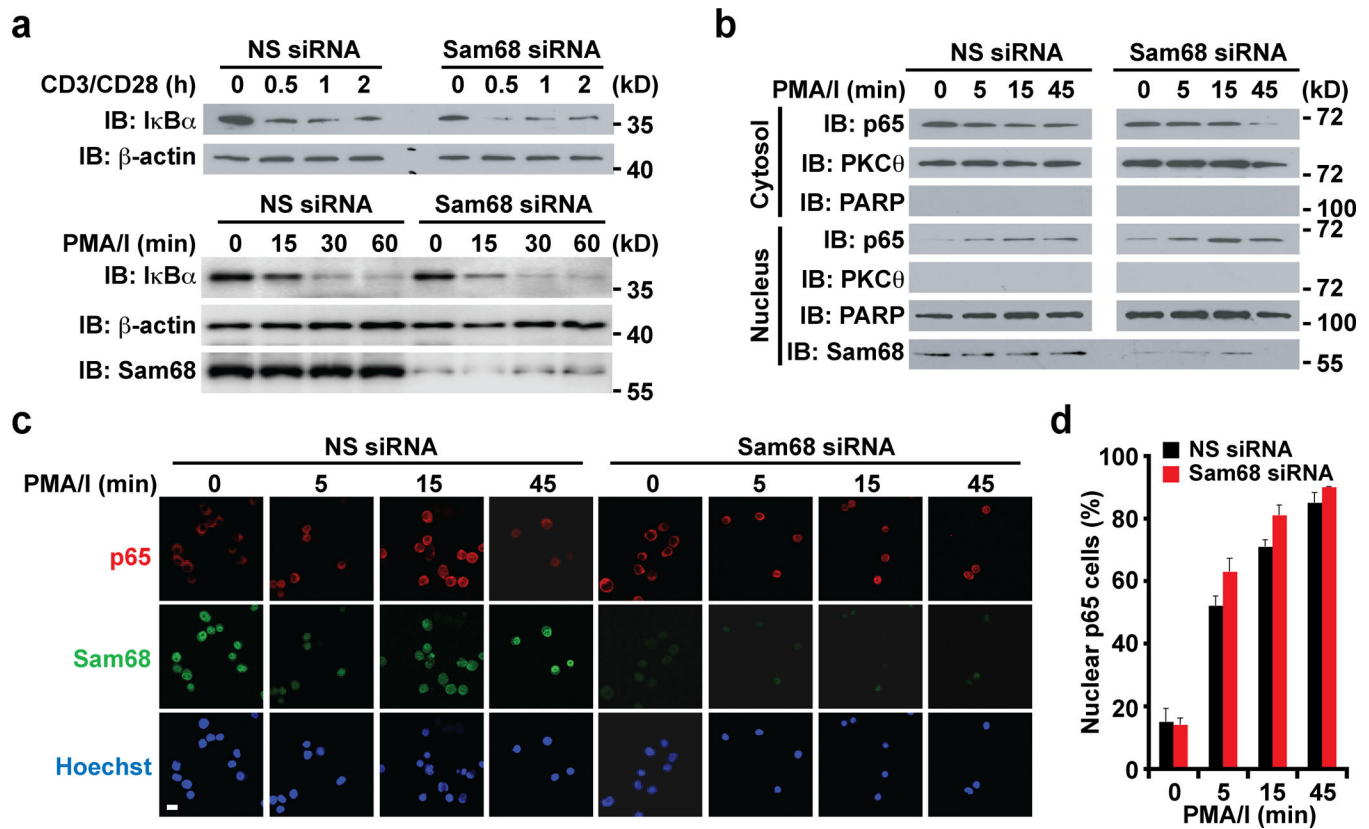 a
NS siRNA Sam68 siRNA
CD3/CD28 (h) 0 0.5 1 2 0 0.5 1 2 (kD)
IB: IκBα - 35
IB: β-actin - 40
NS siRNA Sam68 siRNA
PMA/I (min) 0 15 30 60 0 15 30 60 (kD)
IB: IκBα - 35
IB: β-actin - 40
IB: Sam68 - 55
b
NS siRNA Sam68 siRNA
PMA/I (min) 0 5 15 45 0 5 15 45 (kD)
Cytosol
IB: p65 - 72
IB: PKCθ - 72
IB: PARP - 100
Nucleus
IB: p65 - 72
IB: PKCθ - 72
IB: PARP - 100
IB: Sam68 - 55
c
NS siRNA Sam68 siRNA
PMA/I (min) 0 5 15 45 0 5 15 45
p65
Sam68
Hoechst
d
NS siRNA
Sam68 siRNA
Nuclear p65 cells (%)
100
80
60
40
20
0
0 5 15 45
PMA/I (min)